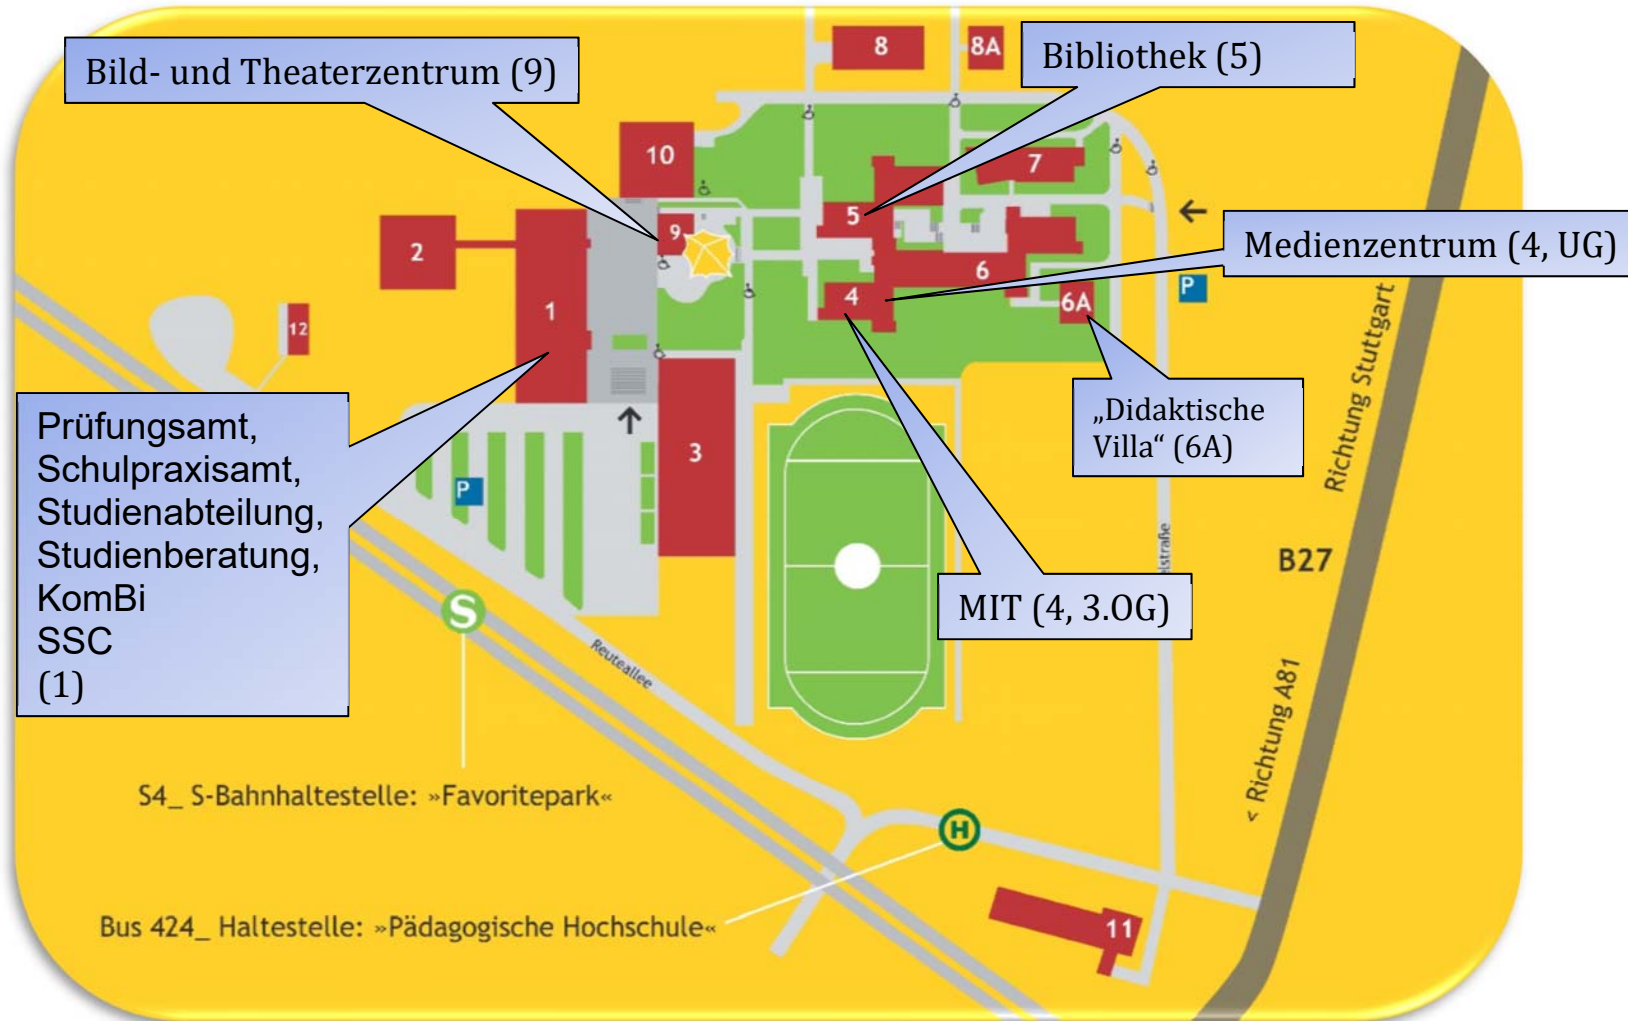 Bild- und Theaterzentrum (9)
8
8A
Bibliothek (5)
10
7
5
9
2
6
Medienzentrum (4, UG)
4
6A
P
1
12
Prüfungsamt,
Schulpraxisamt,
Studienabteilung,
Studienberatung,
KomBi
SSC
(1)
„Didaktische
Villa“ (6A)
Richtung Stuttgart
3
P
B27
MIT (4, 3.OG)
S
Reuteallee
< Richtung A81
S4_ S-Bahnhaltestelle: »Favoritepark«
H
Bus 424_ Haltestelle: »Pädagogische Hochschule«
11